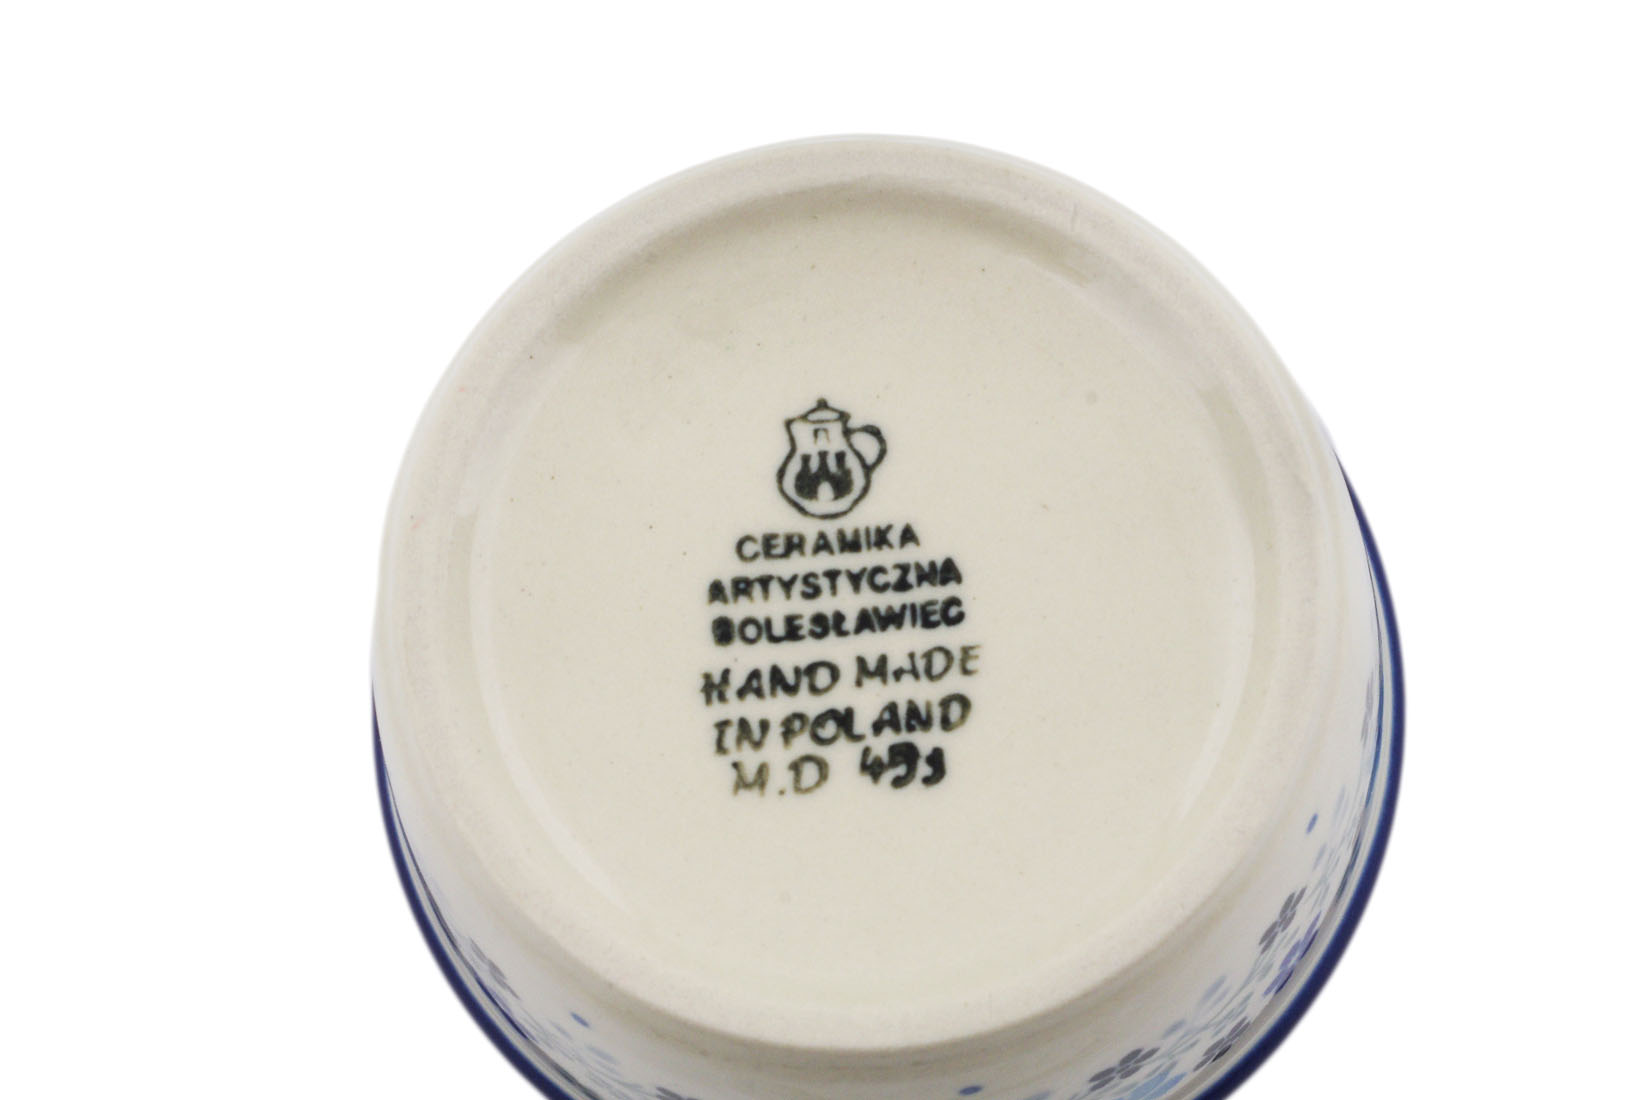 CERAMIKA
ARTYSTYCZNA
BOLESŁAWIEC
HAND MADE
IN POLAND
M.D